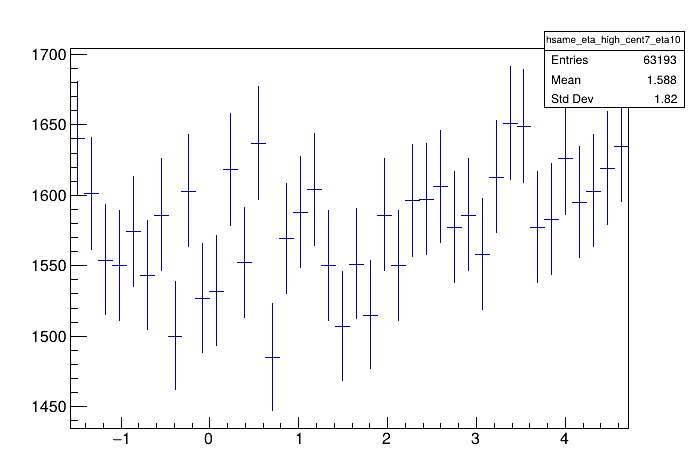 hsame_eta_high_cent7_eta10
Entries 63193
Mean 1.588
Std Dev 1.82
1700
1650
1600
1550
1500
1450
−1 0 1 2 3 4